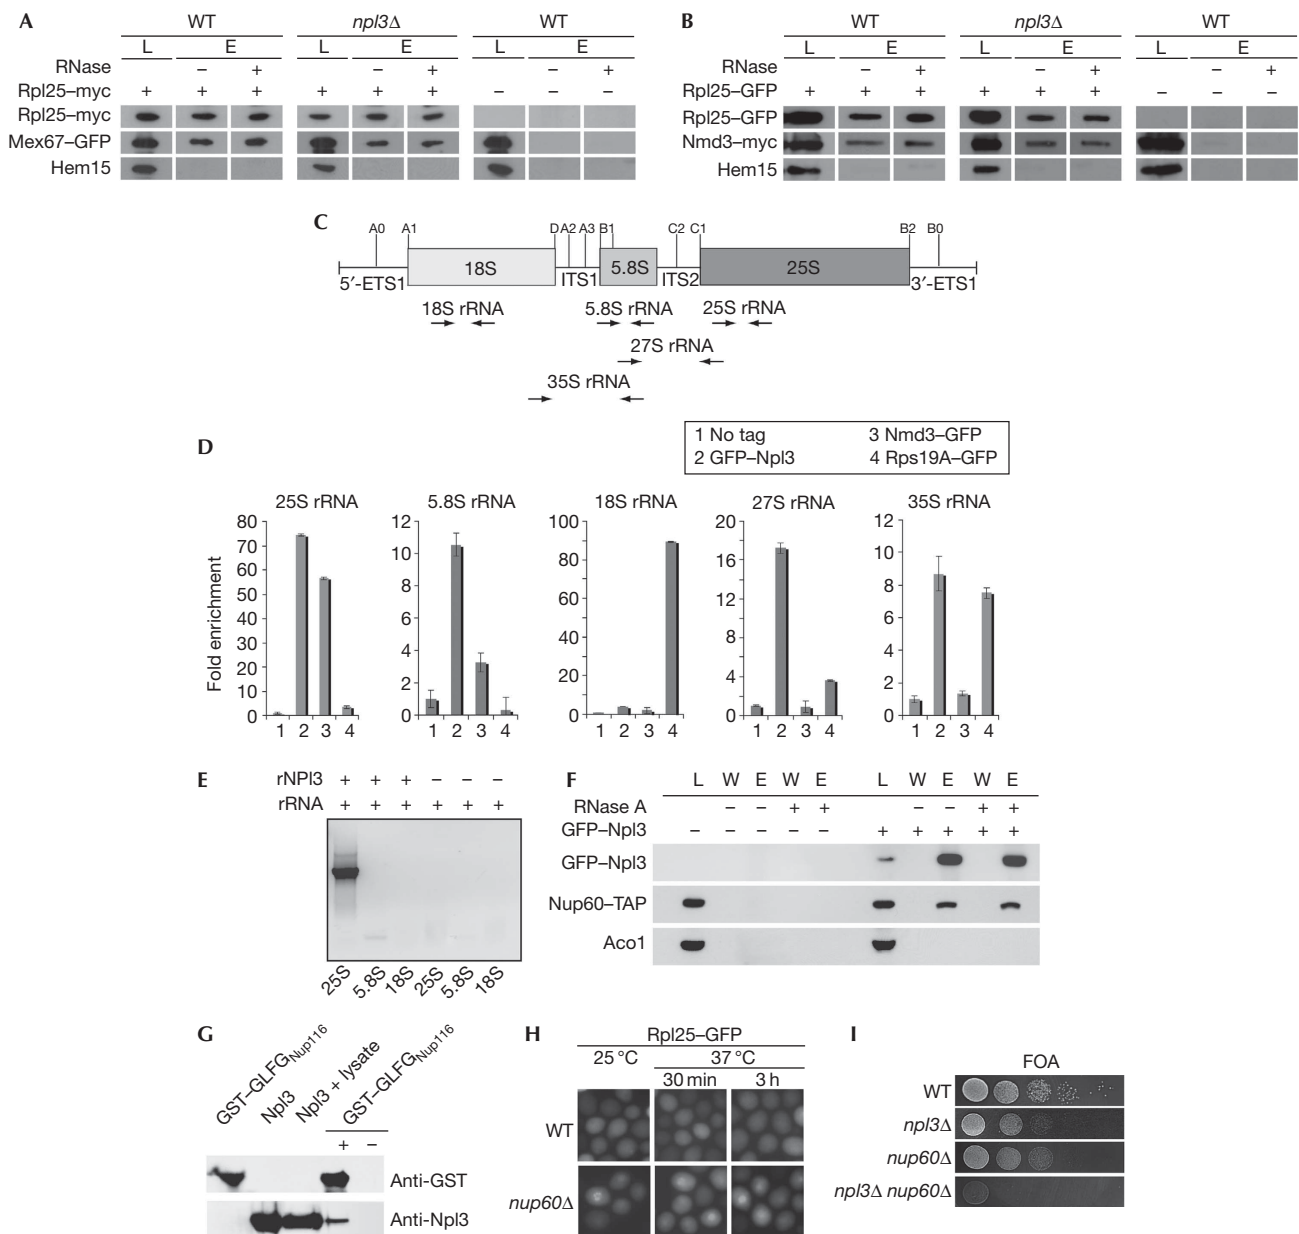 A
WT npl3Δ WT
L E L E L E
RNase − + − + − +
Rpl25–myc + + + + + + − − −
Rpl25–myc
Mex67–GFP
Hem15
B
WT npl3Δ WT
L E L E L E
RNase − + − + − +
Rpl25–GFP + + + + + + − − −
Rpl25–GFP
Nmd3–myc
Hem15
C
A0 A1 D A2 A3 B1 C2 C1 B2 B0
18S 5.8S 25S
5′-ETS1 ITS1 ITS2 3′-ETS1
18S rRNA 5.8S rRNA 25S rRNA
27S rRNA
35S rRNA
D
1 No tag 3 Nmd3–GFP
2 GFP–Npl3 4 Rps19A–GFP
Fold enrichment
25S rRNA
80
70
60
50
40
30
20
10
0
1 2 3 4
5.8S rRNA
12
10
8
6
4
2
0
1 2 3 4
18S rRNA
100
80
60
40
20
0
1 2 3 4
27S rRNA
20
16
12
8
4
0
1 2 3 4
35S rRNA
12
10
8
6
4
2
0
1 2 3 4
E
rNPl3 + + + − − −
rRNA + + + + + +
25S 5.8S 18S 25S 5.8S 18S
F
L W E W E L W E W E
RNase A − − + + − − + +
GFP–Npl3 − − − − − + + + + +
GFP–Npl3
Nup60–TAP
Aco1
G
GST–GLFG Nup116
Npl3
Npl3 + lysate
GST–GLFG Nup116
+ −
Anti-GST
Anti-Npl3
H
Rpl25–GFP
25 °C 37 °C
30 min 3 h
WT
nup60Δ
I
FOA
WT
npl3Δ
nup60Δ
npl3Δ nup60Δ